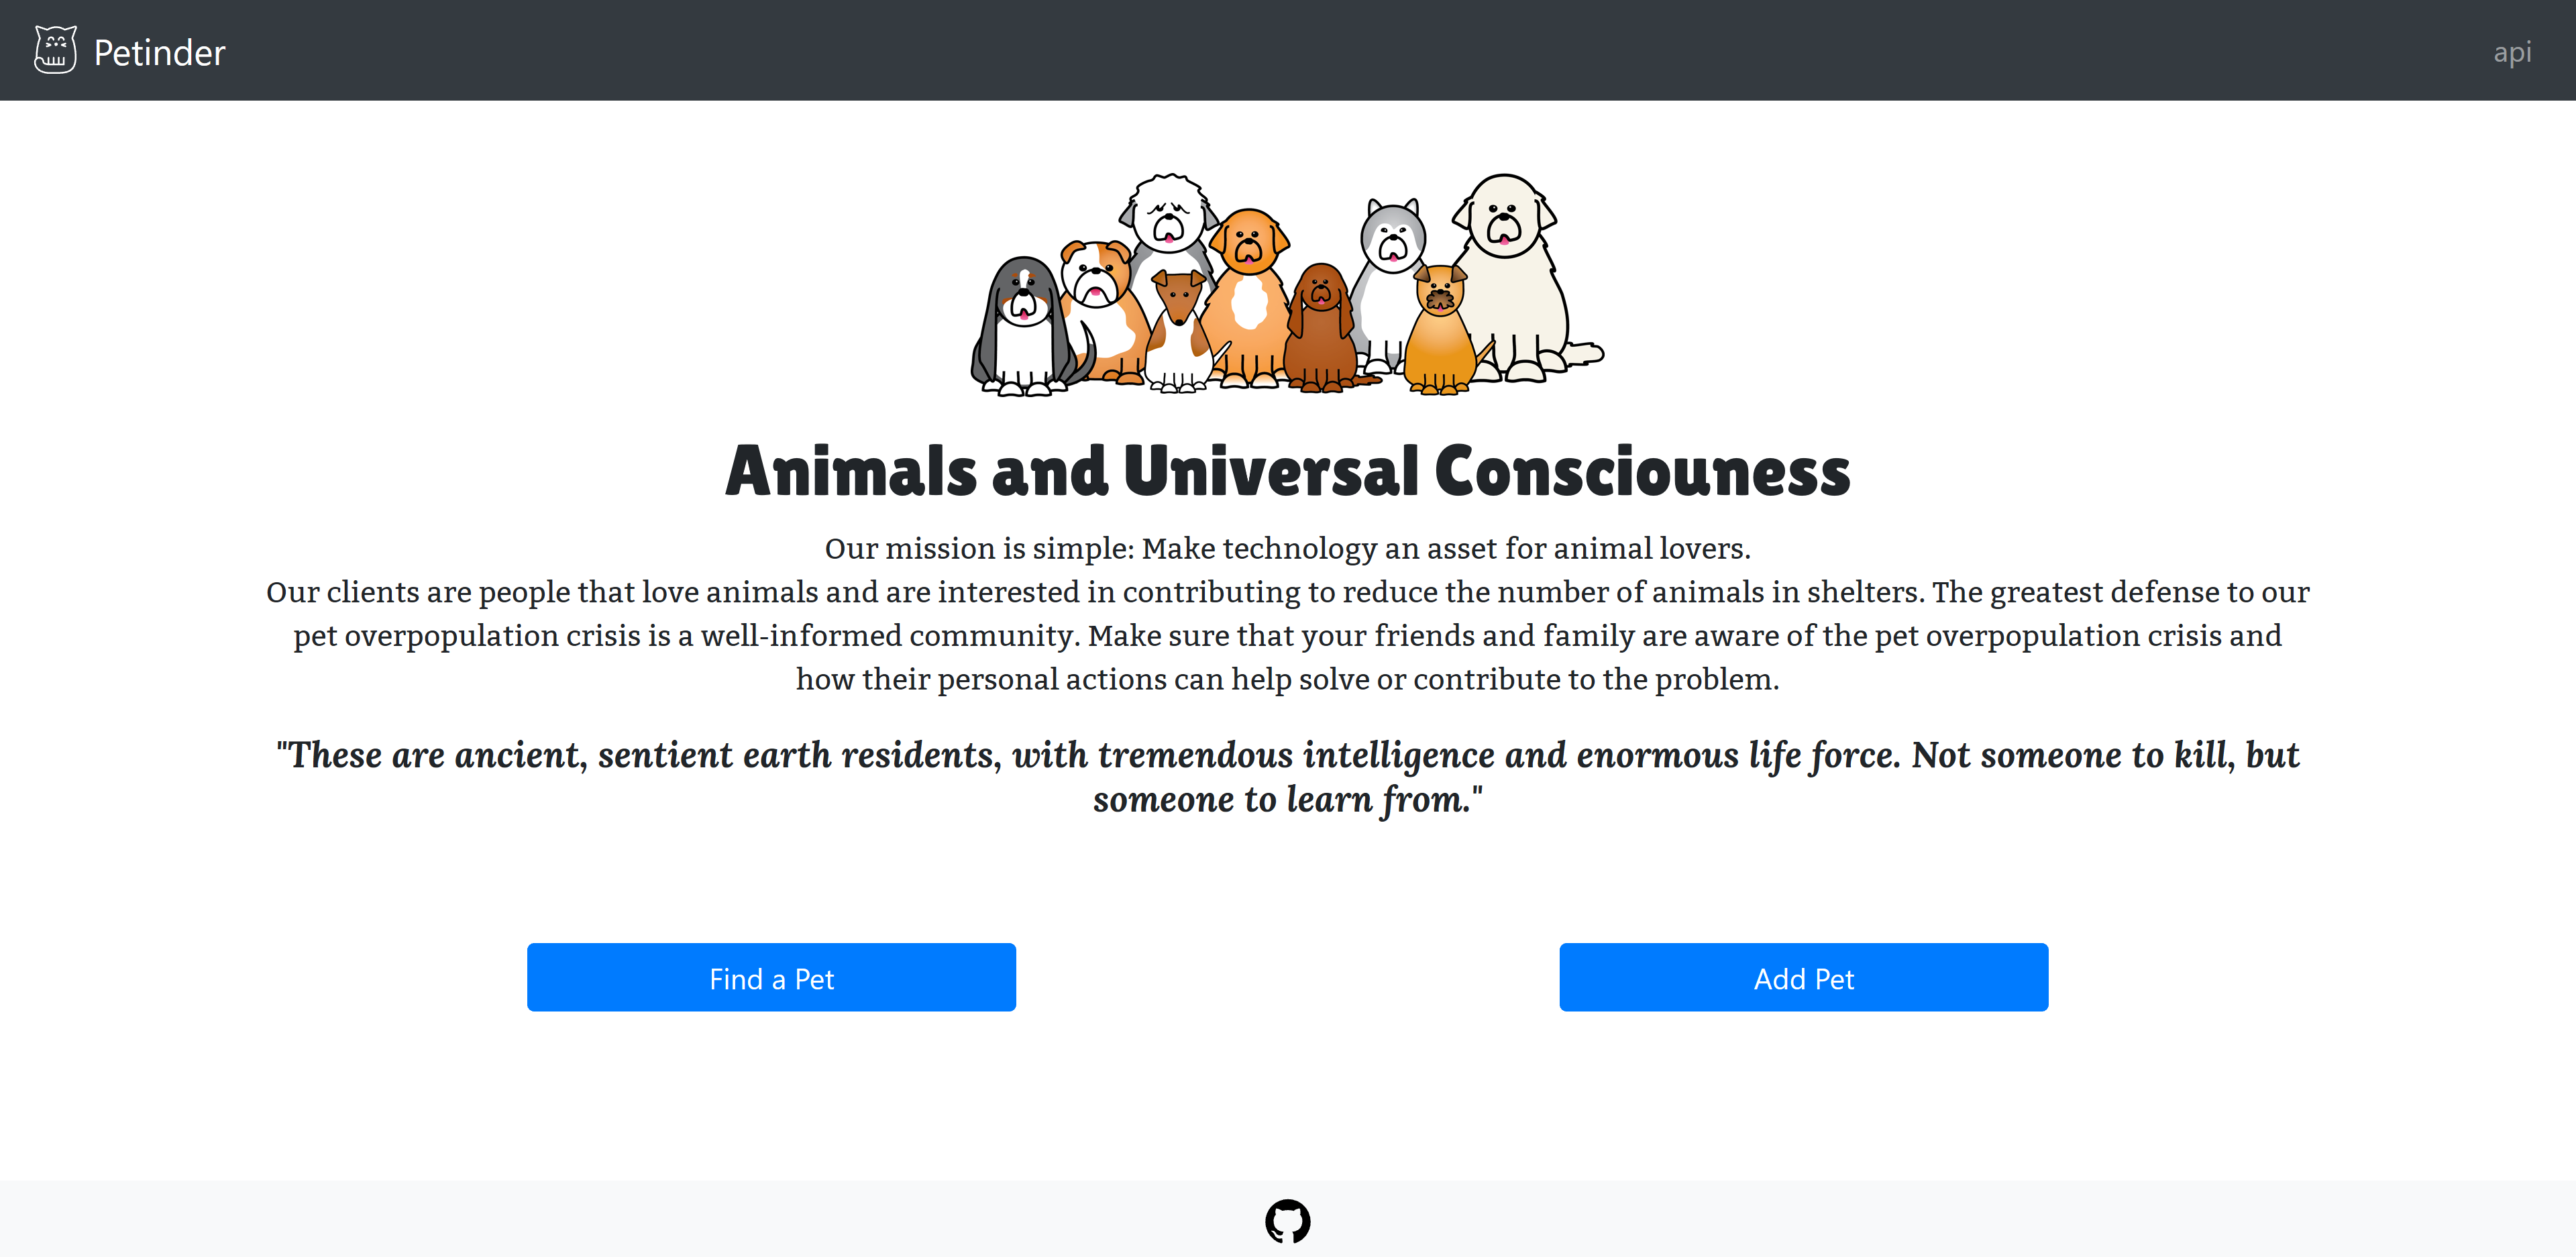 Petinder
api
Animals and Universal Consciouness
Our mission is simple: Make technology an asset for animal lovers.
Our clients are people that love animals and are interested in contributing to reduce the number of animals in shelters. The greatest defense to our
pet overpopulation crisis is a well-informed community. Make sure that your friends and family are aware of the pet overpopulation crisis and
how their personal actions can help solve or contribute to the problem.
"These are ancient, sentient earth residents, with tremendous intelligence and enormous life force. Not someone to kill, but
someone to learn from."
Find a Pet
Add Pet